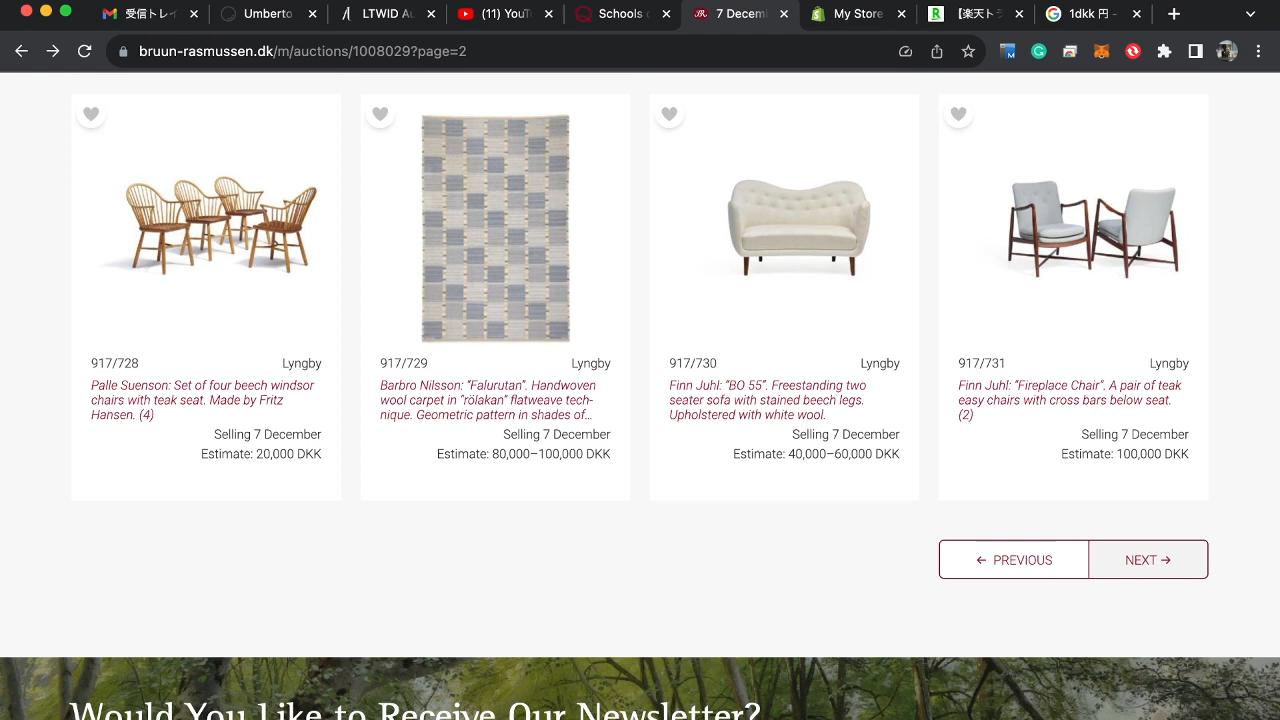 受信トレイ
Umberto
LTWID Au
(11) YouTu
Schools o
7 Decemb
My Store
【楽天トラ
1dkk 円 -
bruun-rasmussen.dk/m/auctions/1008029?page=2
917/728 Lyngby
Palle Suenson: Set of four beech windsor
chairs with teak seat. Made by Fritz
Hansen. (4)
Selling 7 December
Estimate: 20,000 DKK
917/729 Lyngby
Barbro Nilsson: “Falurutan”. Handwoven
wool carpet in “rölakan” flatweave tech-
nique. Geometric pattern in shades of...
Selling 7 December
Estimate: 80,000–100,000 DKK
917/730 Lyngby
Finn Juhl: “BO 55”. Freestanding two
seater sofa with stained beech legs.
Upholstered with white wool.
Selling 7 December
Estimate: 40,000–60,000 DKK
917/731 Lyngby
Finn Juhl: “Fireplace Chair”. A pair of teak
easy chairs with cross bars below seat.
(2)
Selling 7 December
Estimate: 100,000 DKK
← PREVIOUS
NEXT →
Would You Like to Receive Our Newsletter?